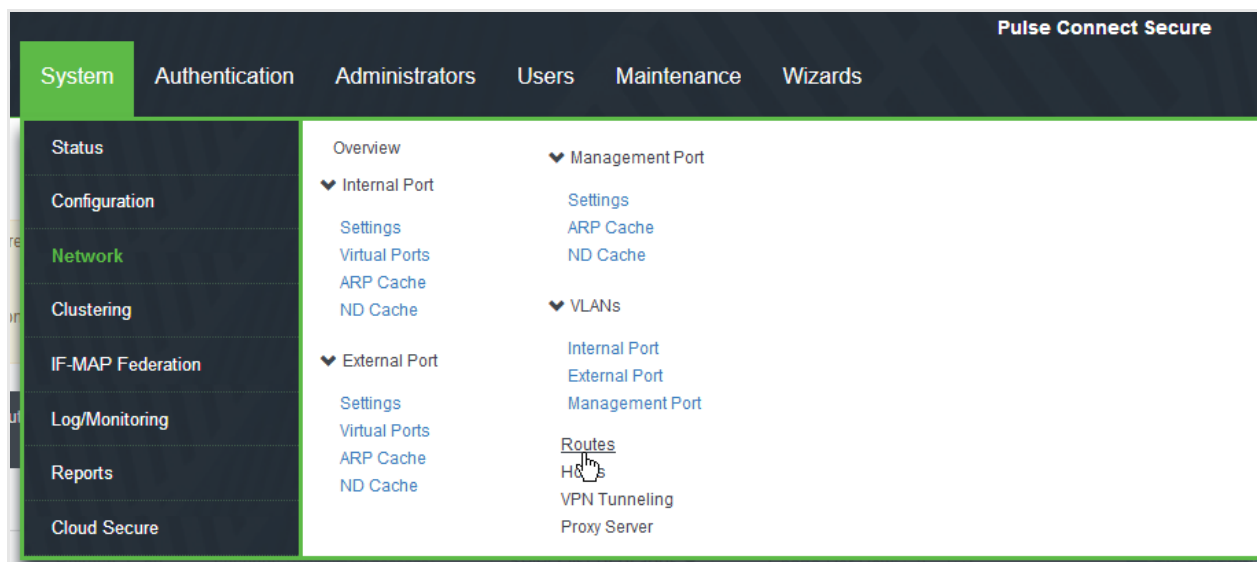 Pulse Connect Secure
System Authentication Administrators Users Maintenance Wizards
Status
Configuration
Network
Clustering
IF-MAP Federation
Log/Monitoring
Reports
Cloud Secure
Overview
Internal Port
Settings
Virtual Ports
ARP Cache
ND Cache
External Port
Settings
Virtual Ports
ARP Cache
ND Cache
Management Port
Settings
ARP Cache
ND Cache
VLANs
Internal Port
External Port
Management Port
Routes
VPN Tunneling
Proxy Server